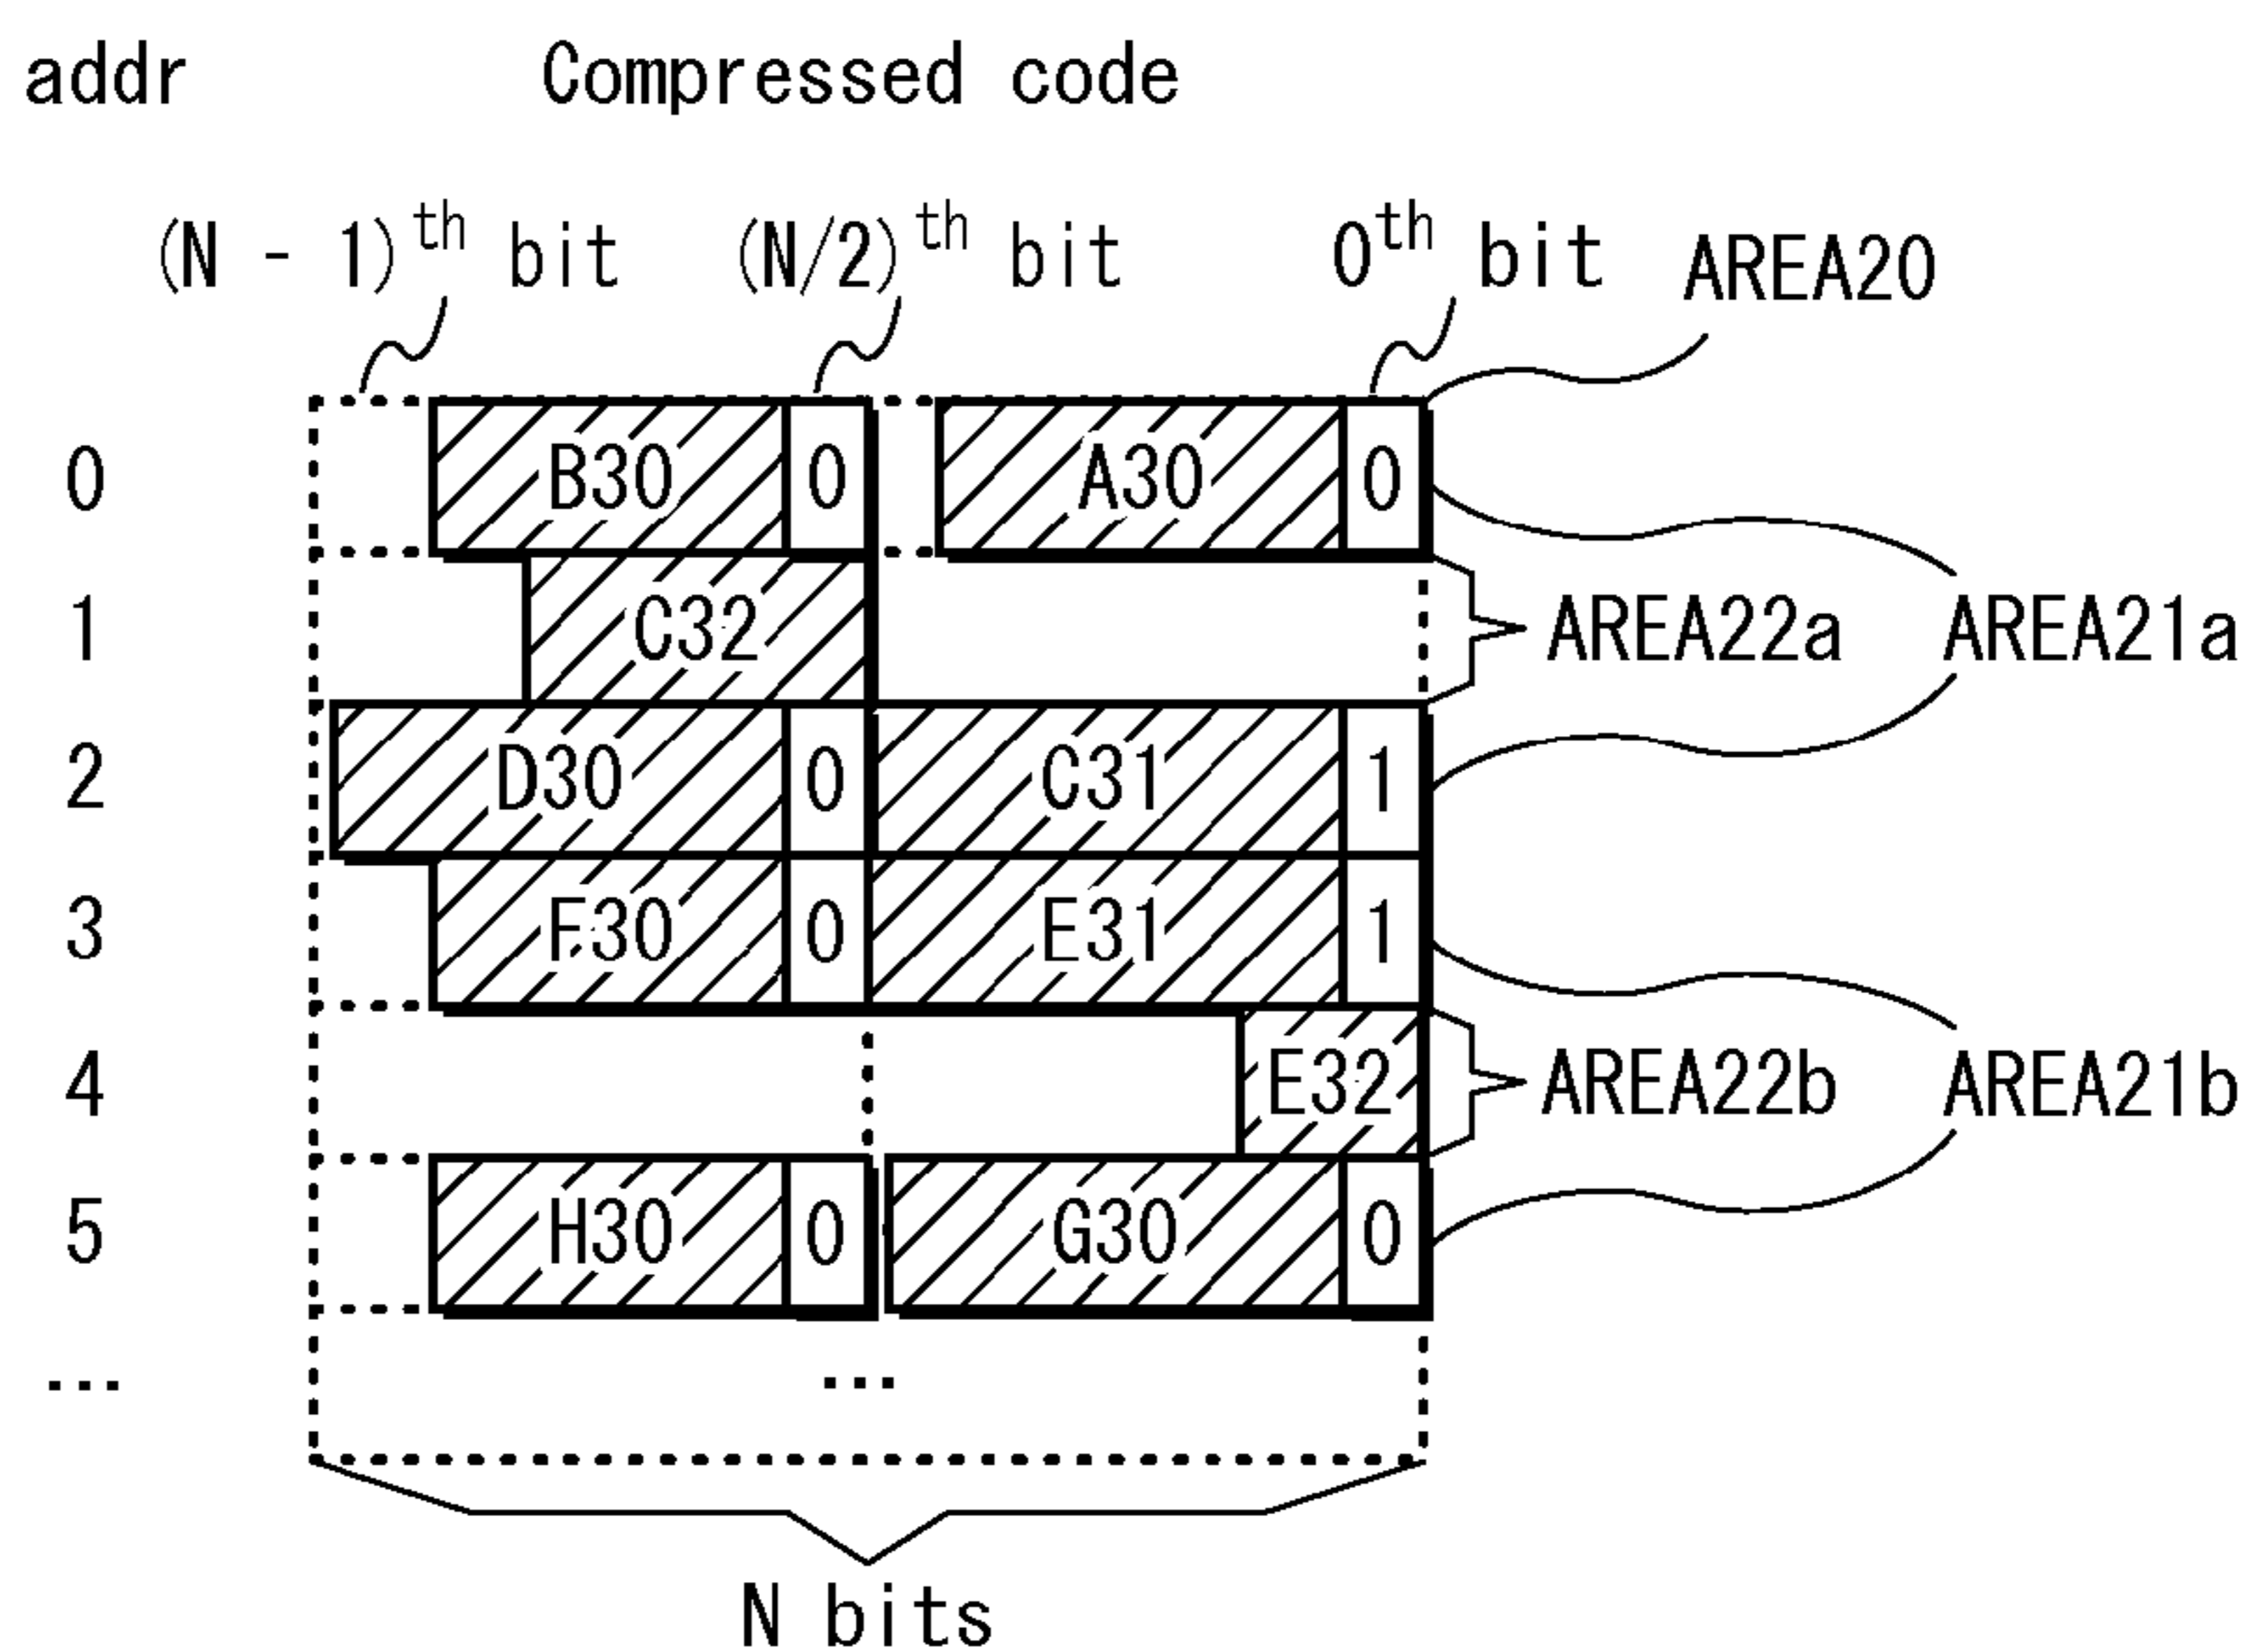 addr Compressed code
(N - 1)th bit (N/2)th bit 0th bit AREA20
0 B30 0 A30 0
1 C32 AREA22a AREA21a
2 D30 0 C31 1
3 F30 0 E31 1
4 E32 AREA22b AREA21b
5 H30 0 G30 0
... ...
N bits